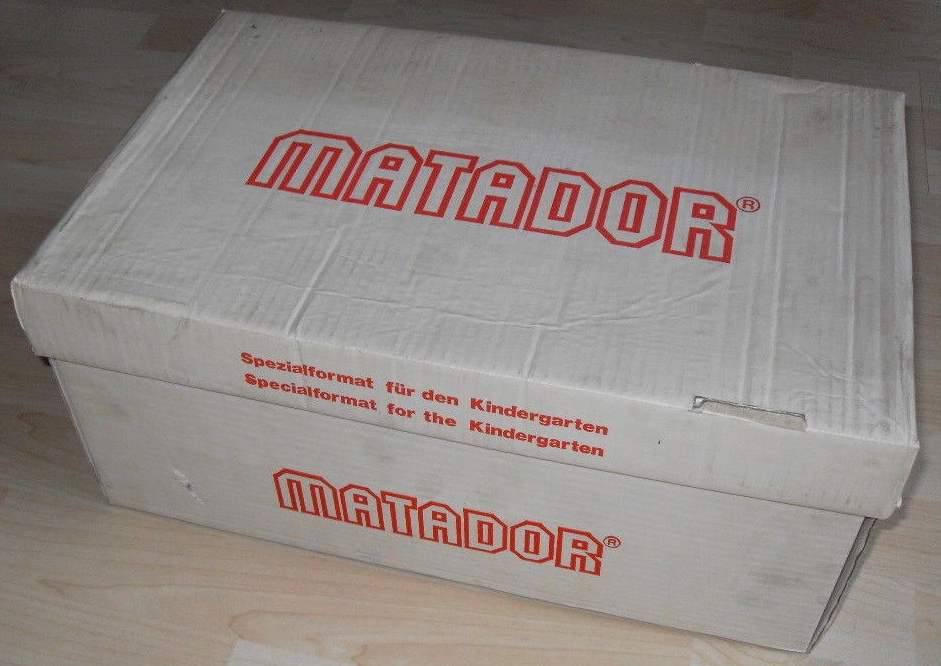 MATADOR®
Spezialformat für den Kindergarten
Specialformat for the Kindergarten
MATADOR®